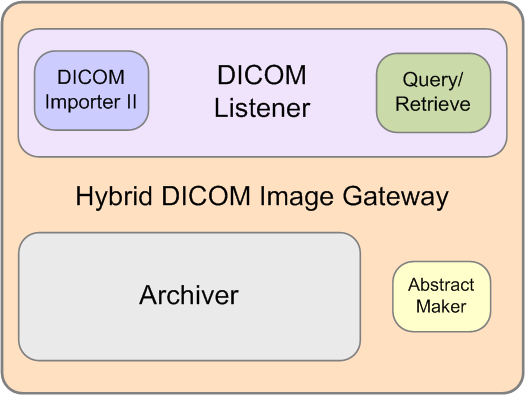 DICOM
Importer II
DICOM
Listener
Query/
Retrieve
Hybrid DICOM Image Gateway
Archiver
Abstract
Maker